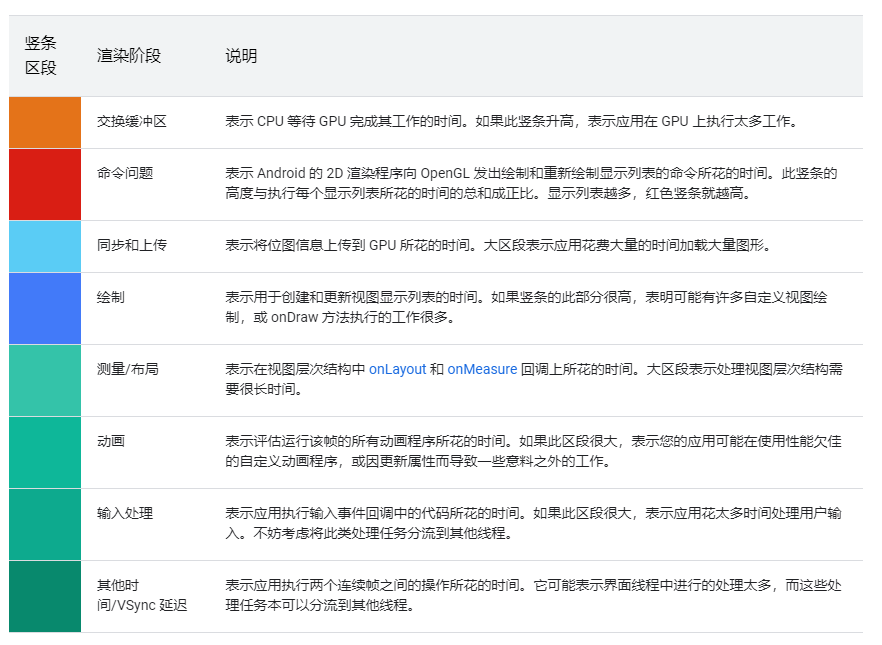 竖条
区段
渲染阶段
说明
交换缓冲区
表示 CPU 等待 GPU 完成其工作的时间。如果此竖条升高，表示应用在 GPU 上执行太多工作。
命令问题
表示 Android 的 2D 渲染程序向 OpenGL 发出绘制和重新绘制显示列表的命令所花的时间。此竖条的
高度与执行每个显示列表所花的时间的总和成正比。显示列表越多，红色竖条就越高。
同步和上传
表示将位图信息上传到 GPU 所花的时间。大区段表示应用花费大量的时间加载大量图形。
绘制
表示用于创建和更新视图显示列表的时间。如果竖条的此部分很高，表明可能有许多自定义视图绘
制，或 onDraw 方法执行的工作很多。
测量/布局
表示在视图层次结构中 onLayout 和 onMeasure 回调上所花的时间。大区段表示处理视图层次结构需
要很长时间。
动画
表示评估运行该帧的所有动画程序所花的时间。如果此区段很大，表示您的应用可能在使用性能欠佳
的自定义动画程序，或因更新属性而导致一些意料之外的工作。
输入处理
表示应用执行输入事件回调中的代码所花的时间。如果此区段很大，表示应用花太多时间处理用户输
入。不妨考虑将此类处理任务分流到其他线程。
其他时
间/VSync 延迟
表示应用执行两个连续帧之间的操作所花的时间。它可能表示界面线程中进行的处理太多，而这些处
理任务本可以分流到其他线程。